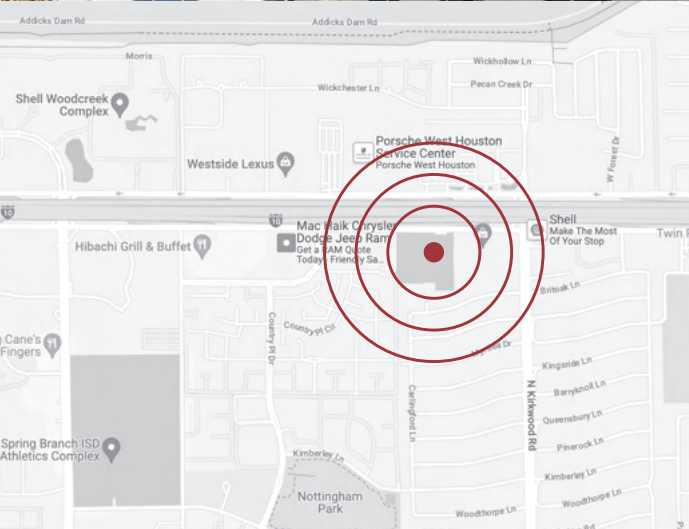 Addicks Dam Rd
Addicks Dam Rd
Morris
Wickhollow Ln
Pecan Creek Dr
Wickchester Ln
Shell Woodcreek
Complex
W Forest Dr
Porsche West Houston
Service Center
Porsche West Houston
Westside Lexus
10
10
Shell
Make The Most
Of Your Stop
Twin
Mac Haik Chrysler
Dodge Jeep Ram
Get a RAM Quote
Today- Friendly Sa...
Hibachi Grill & Buffet
Britoak Ln
Country Pl Dr
Countrypl Cir
Cane's
Fingers
Dr
Kingsride Ln
Carlingford Ln
N Kirkwood Rd
Barryknoll Ln
Queensbury Ln
Pinerock Ln
Spring Branch ISD
Athletics Complex
Kimberley Ln
Kimberley Ln
Nottingham
Park
Woodthorpe Ln
Woodthorpe Ln